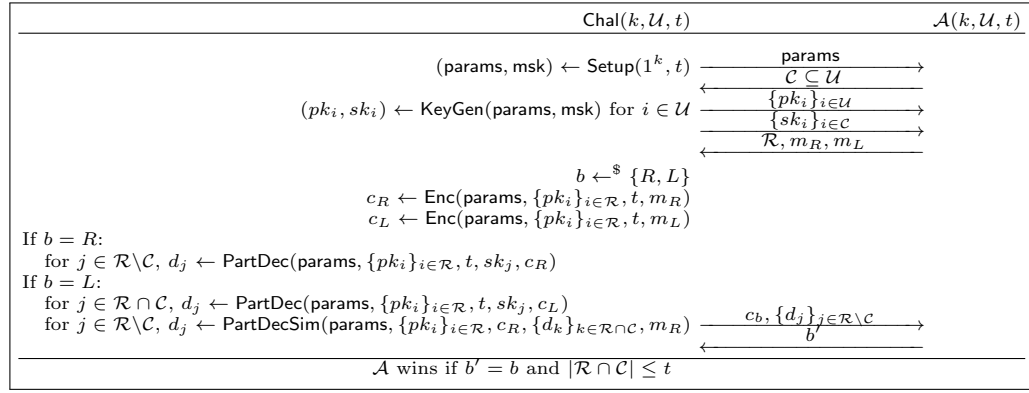 Chal(k, 𝒰, t) 𝒜(k, 𝒰, t)
(params, msk) ← Setup(1^k, t) params
𝒞 ⊆ 𝒰
(pk_i, sk_i) ← KeyGen(params, msk) for i ∈ 𝒰 {pk_i}_{i∈𝒰}
{sk_i}_{i∈𝒞}
ℛ, m_R, m_L
b ←^$ {R, L}
c_R ← Enc(params, {pk_i}_{i∈ℛ}, t, m_R)
c_L ← Enc(params, {pk_i}_{i∈ℛ}, t, m_L)
If b = R:
for j ∈ ℛ\𝒞, d_j ← PartDec(params, {pk_i}_{i∈ℛ}, t, sk_j, c_R)
If b = L:
for j ∈ ℛ ∩ 𝒞, d_j ← PartDec(params, {pk_i}_{i∈ℛ}, t, sk_j, c_L)
for j ∈ ℛ\𝒞, d_j ← PartDecSim(params, {pk_i}_{i∈ℛ}, c_R, {d_k}_{k∈ℛ∩𝒞}, m_R) c_b, {d_j}_{j∈ℛ\𝒞}
b′
𝒜 wins if b′ = b and |ℛ ∩ 𝒞| ≤ t